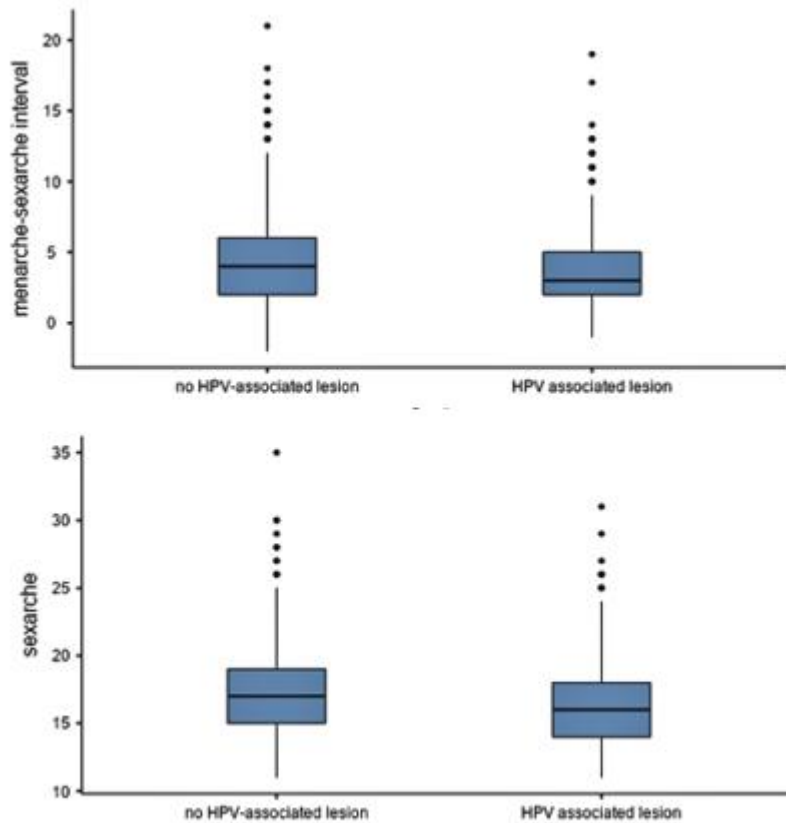 20
15
menarche-sexarche interval
10
5
0
no HPV-associated lesion HPV associated lesion
35
30
25
sexarche
20
15
10
no HPV-associated lesion HPV associated lesion